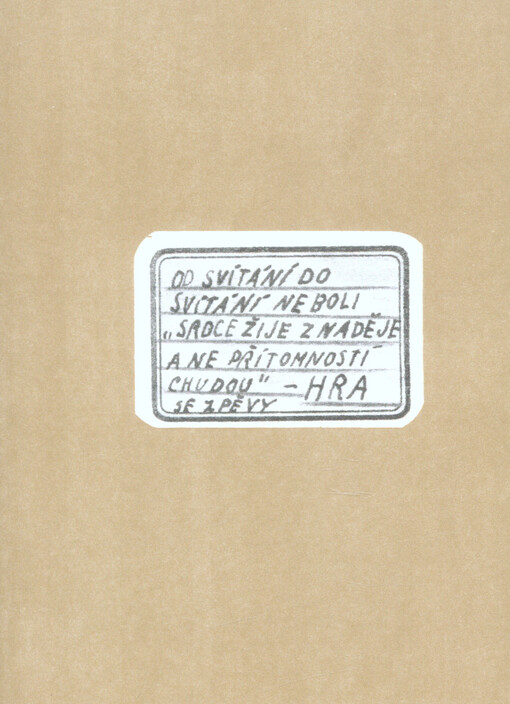 OD SVÍTÁNÍ DO
SVÍTÁNÍ NEBOLI
„SRDCE ŽIJE Z NADĚJE
A NE PŘÍTOMNOSTÍ
CHUDOU" – HRA
SE ZPĚVY